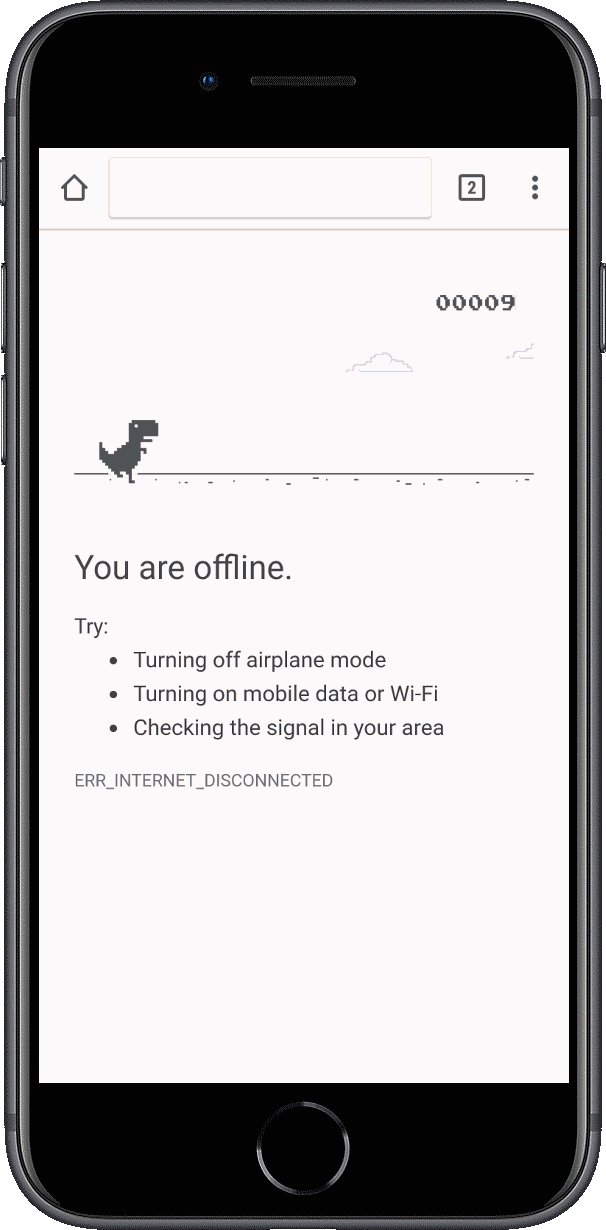 2
00009
You are offline.
Try:
• Turning off airplane mode
• Turning on mobile data or Wi-Fi
• Checking the signal in your area
ERR_INTERNET_DISCONNECTED